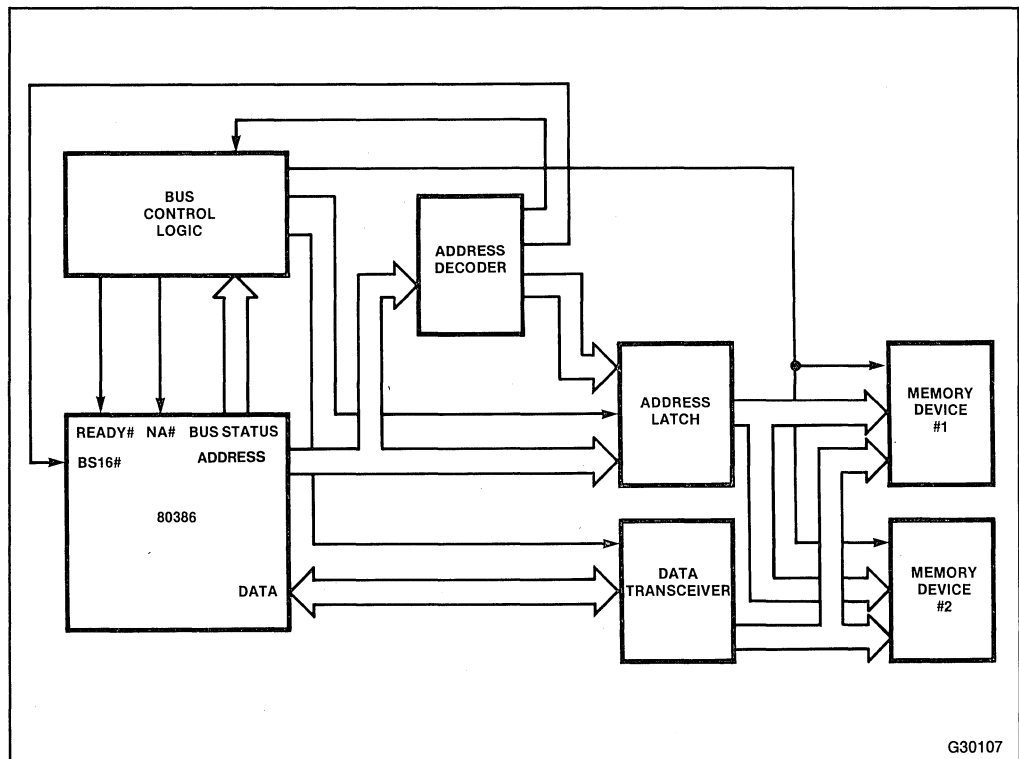 BUS
CONTROL
LOGIC
ADDRESS
DECODER
ADDRESS
LATCH
MEMORY
DEVICE
#1
READY# NA# BUS STATUS
ADDRESS
BS16#
80386
DATA
DATA
TRANSCEIVER
MEMORY
DEVICE
#2
G30107